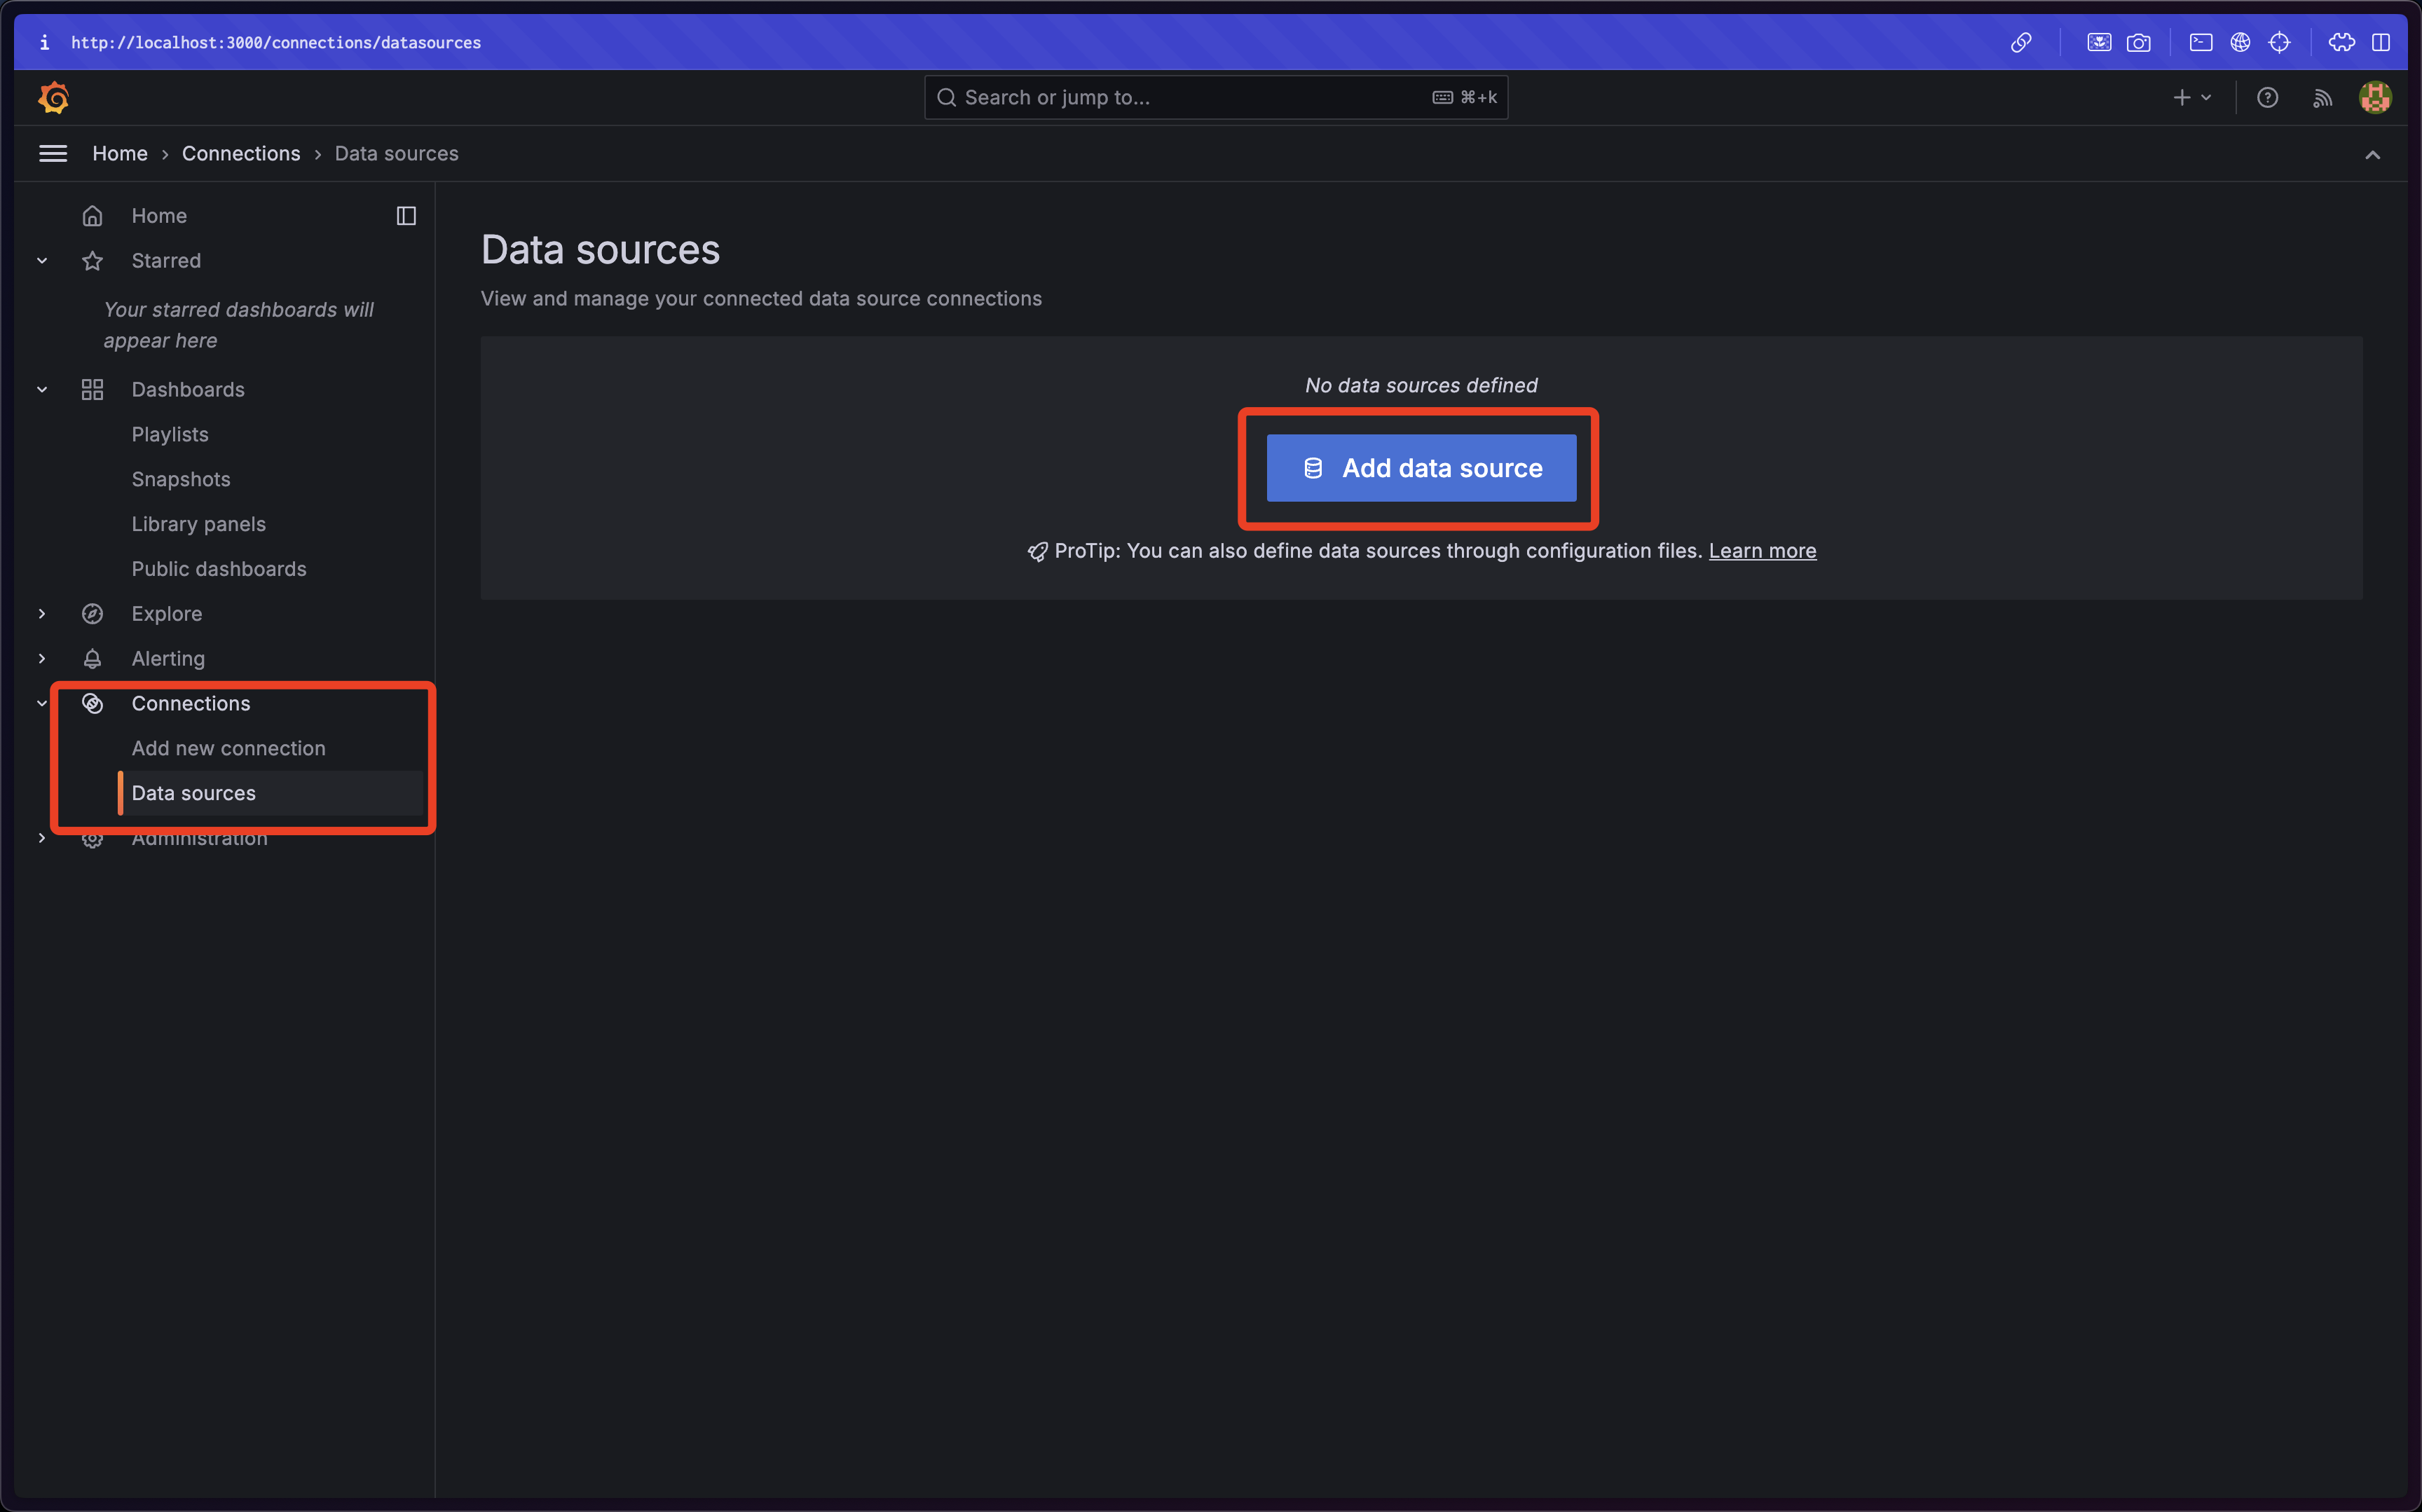 http://localhost:3000/connections/datasources
Search or jump to...
⌘+k
Home › Connections › Data sources
Home
Starred
Your starred dashboards will
appear here
Dashboards
Playlists
Snapshots
Library panels
Public dashboards
Explore
Alerting
Connections
Add new connection
Data sources
Administration
Data sources
View and manage your connected data source connections
No data sources defined
Add data source
ProTip: You can also define data sources through configuration files. Learn more